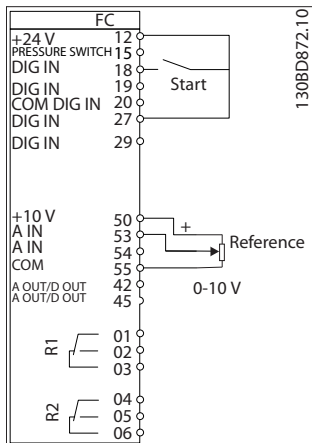 FC
+24 V 12
PRESSURE SWITCH 15
DIG IN 18
DIG IN 19
COM DIG IN 20
DIG IN 27
DIG IN 29
Start
130BD872.10
+10 V 50
A IN 53
A IN 54
COM 55
A OUT/D OUT 42
A OUT/D OUT 45
+
Reference
0-10 V
R1
01
02
03
R2
04
05
06